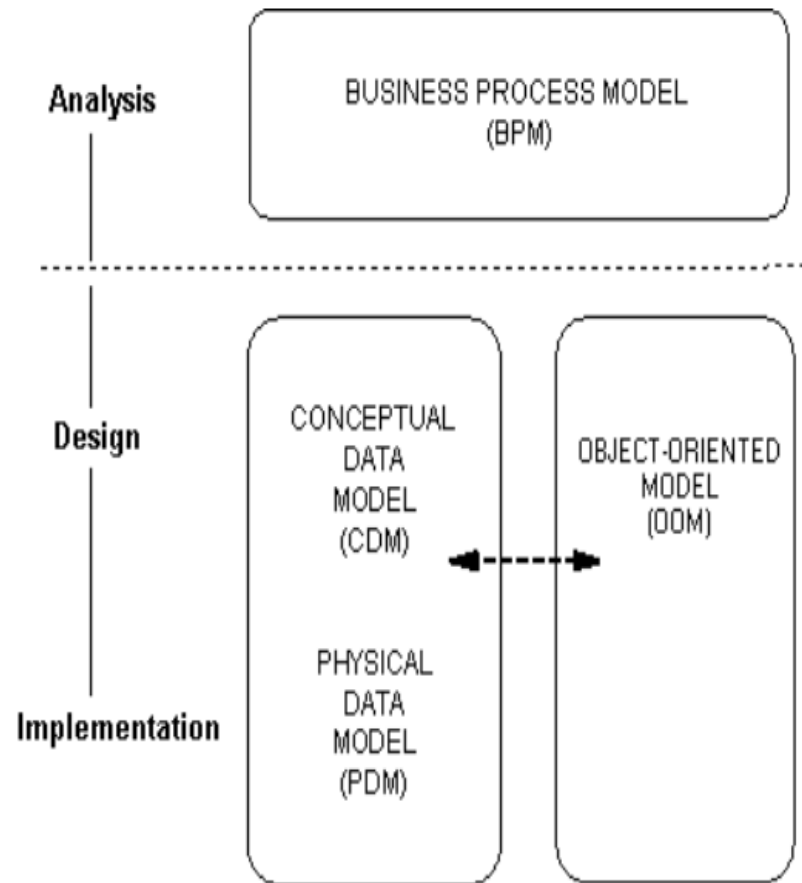 Analysis
BUSINESS PROCESS MODEL
(BPM)
Design
CONCEPTUAL
DATA
MODEL
(CDM)
OBJECT-ORIENTED
MODEL
(OOM)
Implementation
PHYSICAL
DATA
MODEL
(PDM)